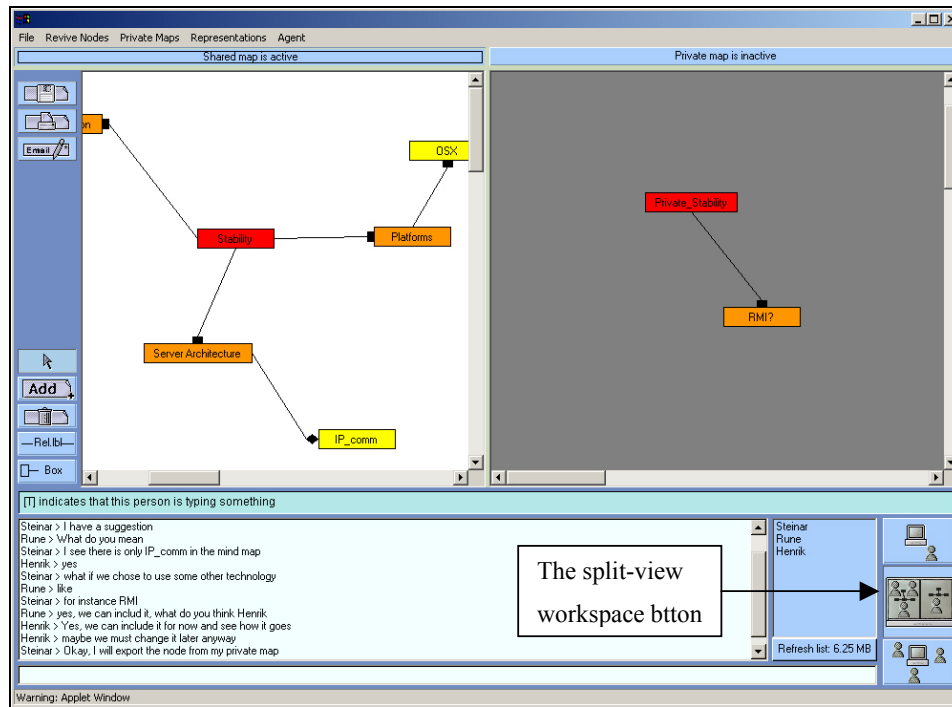 File Revive Nodes Private Maps Representations Agent
Shared map is active
Private map is inactive
on
OSX
Stability
Platforms
Server Architecture
IP_comm
Private_Stability
RMI?
Email
Add
Rel.lbl
Box
[T] indicates that this person is typing something
Steinar > I have a suggestion
Rune > What do you mean
Steinar > I see there is only IP_comm in the mind map
Henrik > yes
Steinar > what if we chose to use some other technology
Rune > like
Steinar > for instance RMI
Rune > yes, we can includ it, what do you think Henrik
Henrik > Yes, we can include it for now and see how it goes
Henrik > maybe we must change it later anyway
Steinar > Okay, I will export the node from my private map
Steinar
Rune
Henrik
The split-view
workspace btton
Refresh list: 6.25 MB
Warning: Applet Window